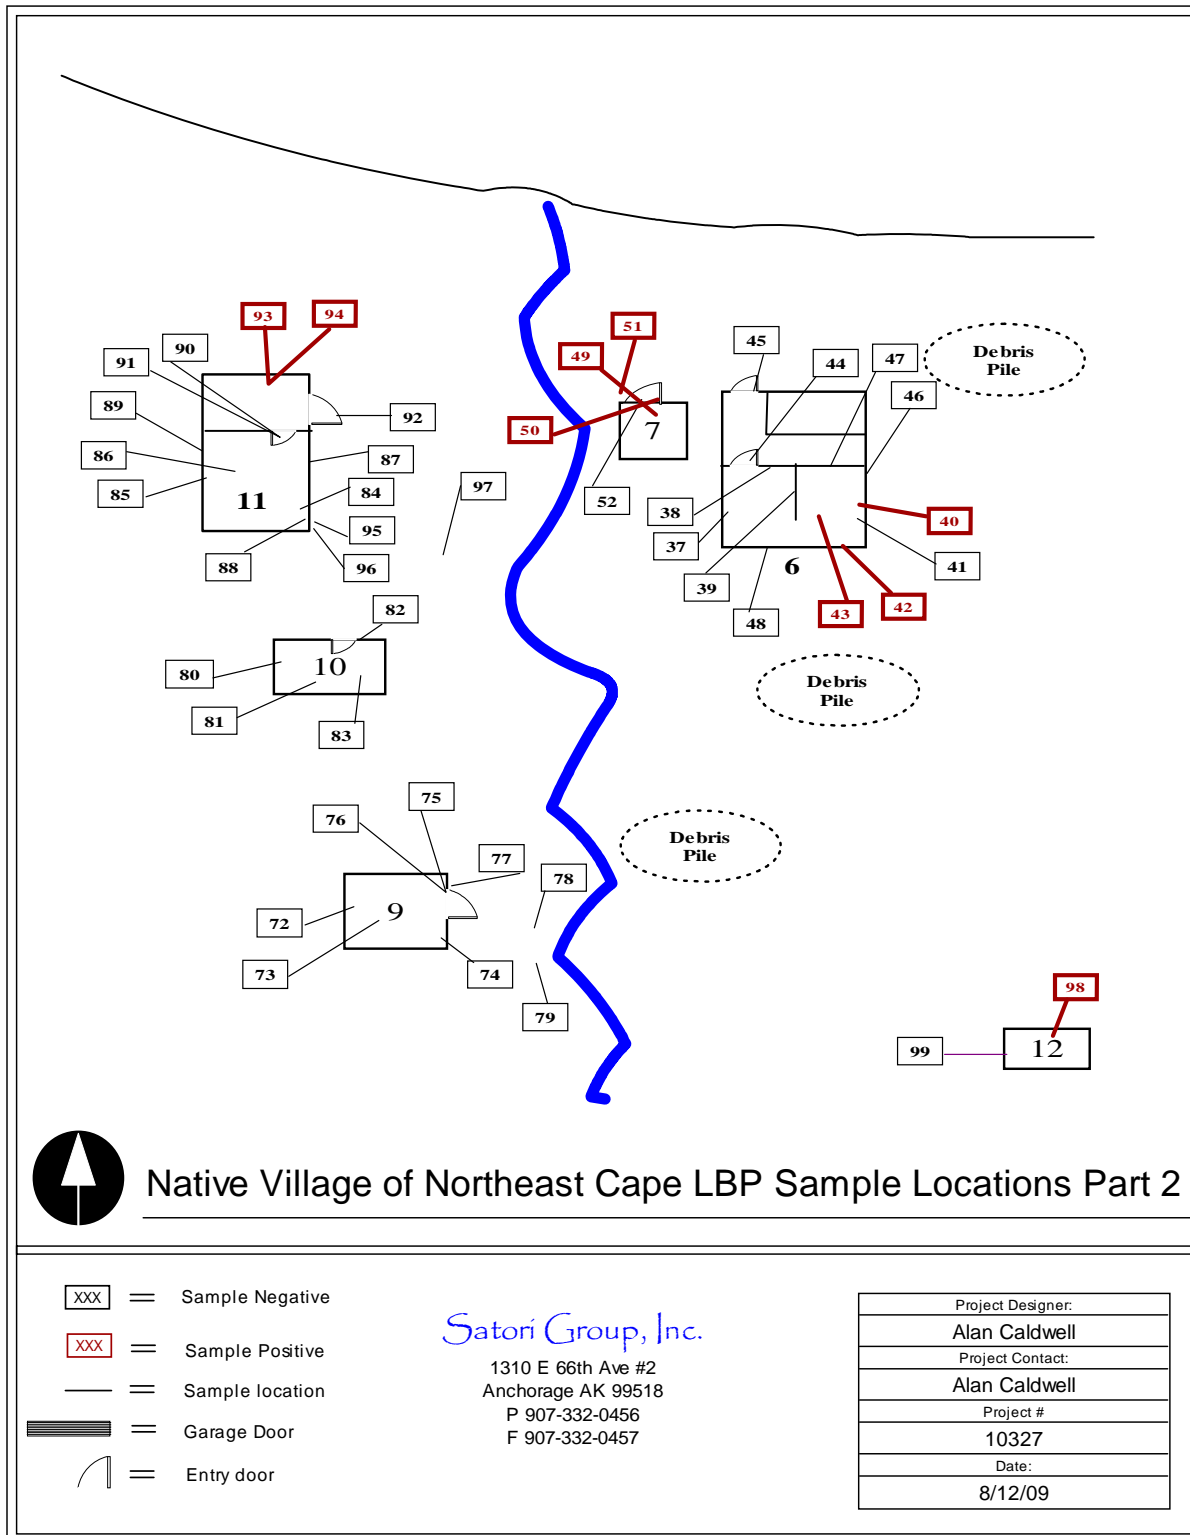 93
94
51
90
45
44
47
Debris
Pile
91
49
89
92
50
7
46
86
87
85
11
84
97
52
38
40
95
37
88
96
39
6
41
48
43
42
82
80
10
Debris
Pile
81
83
75
76
Debris
Pile
77
78
72
9
73
74
79
98
99
12
Native Village of Northeast Cape LBP Sample Locations Part 2
XXX = Sample Negative
XXX = Sample Positive
= Sample location
= Garage Door
= Entry door
Satori Group, Inc.
1310 E 66th Ave #2
Anchorage AK 99518
P 907-332-0456
F 907-332-0457
Project Designer:
Alan Caldwell
Project Contact:
Alan Caldwell
Project #
10327
Date:
8/12/09